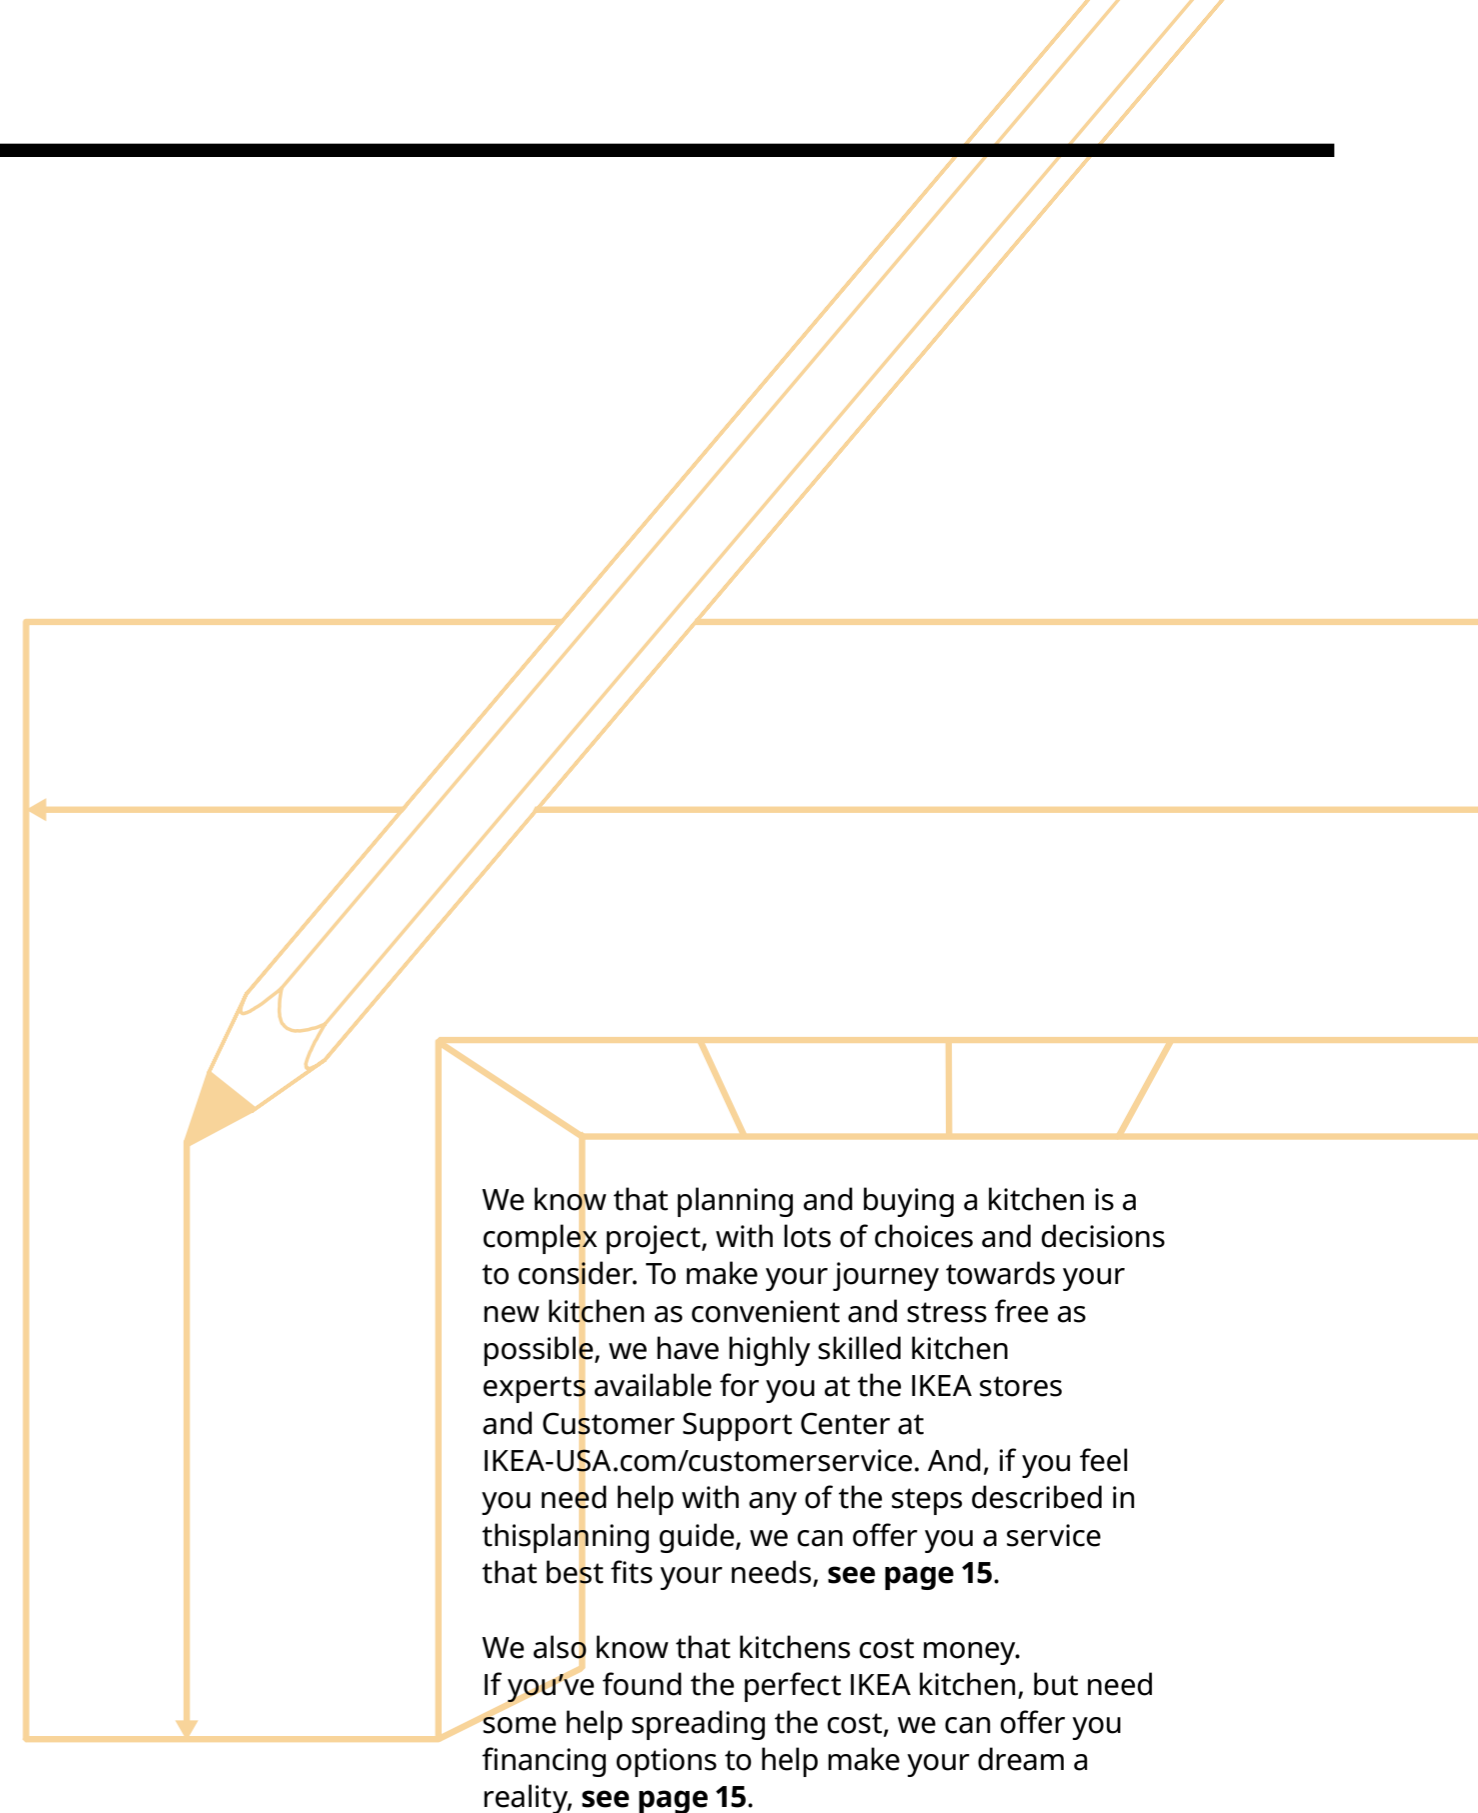 We know that planning and buying a kitchen is a
complex project, with lots of choices and decisions
to consider. To make your journey towards your
new kitchen as convenient and stress free as
possible, we have highly skilled kitchen
experts available for you at the IKEA stores
and Customer Support Center at
IKEA-USA.com/customerservice. And, if you feel
you need help with any of the steps described in
thisplanning guide, we can offer you a service
that best fits your needs, see page 15.
We also know that kitchens cost money.
If you’ve found the perfect IKEA kitchen, but need
some help spreading the cost, we can offer you
financing options to help make your dream a
reality, see page 15.